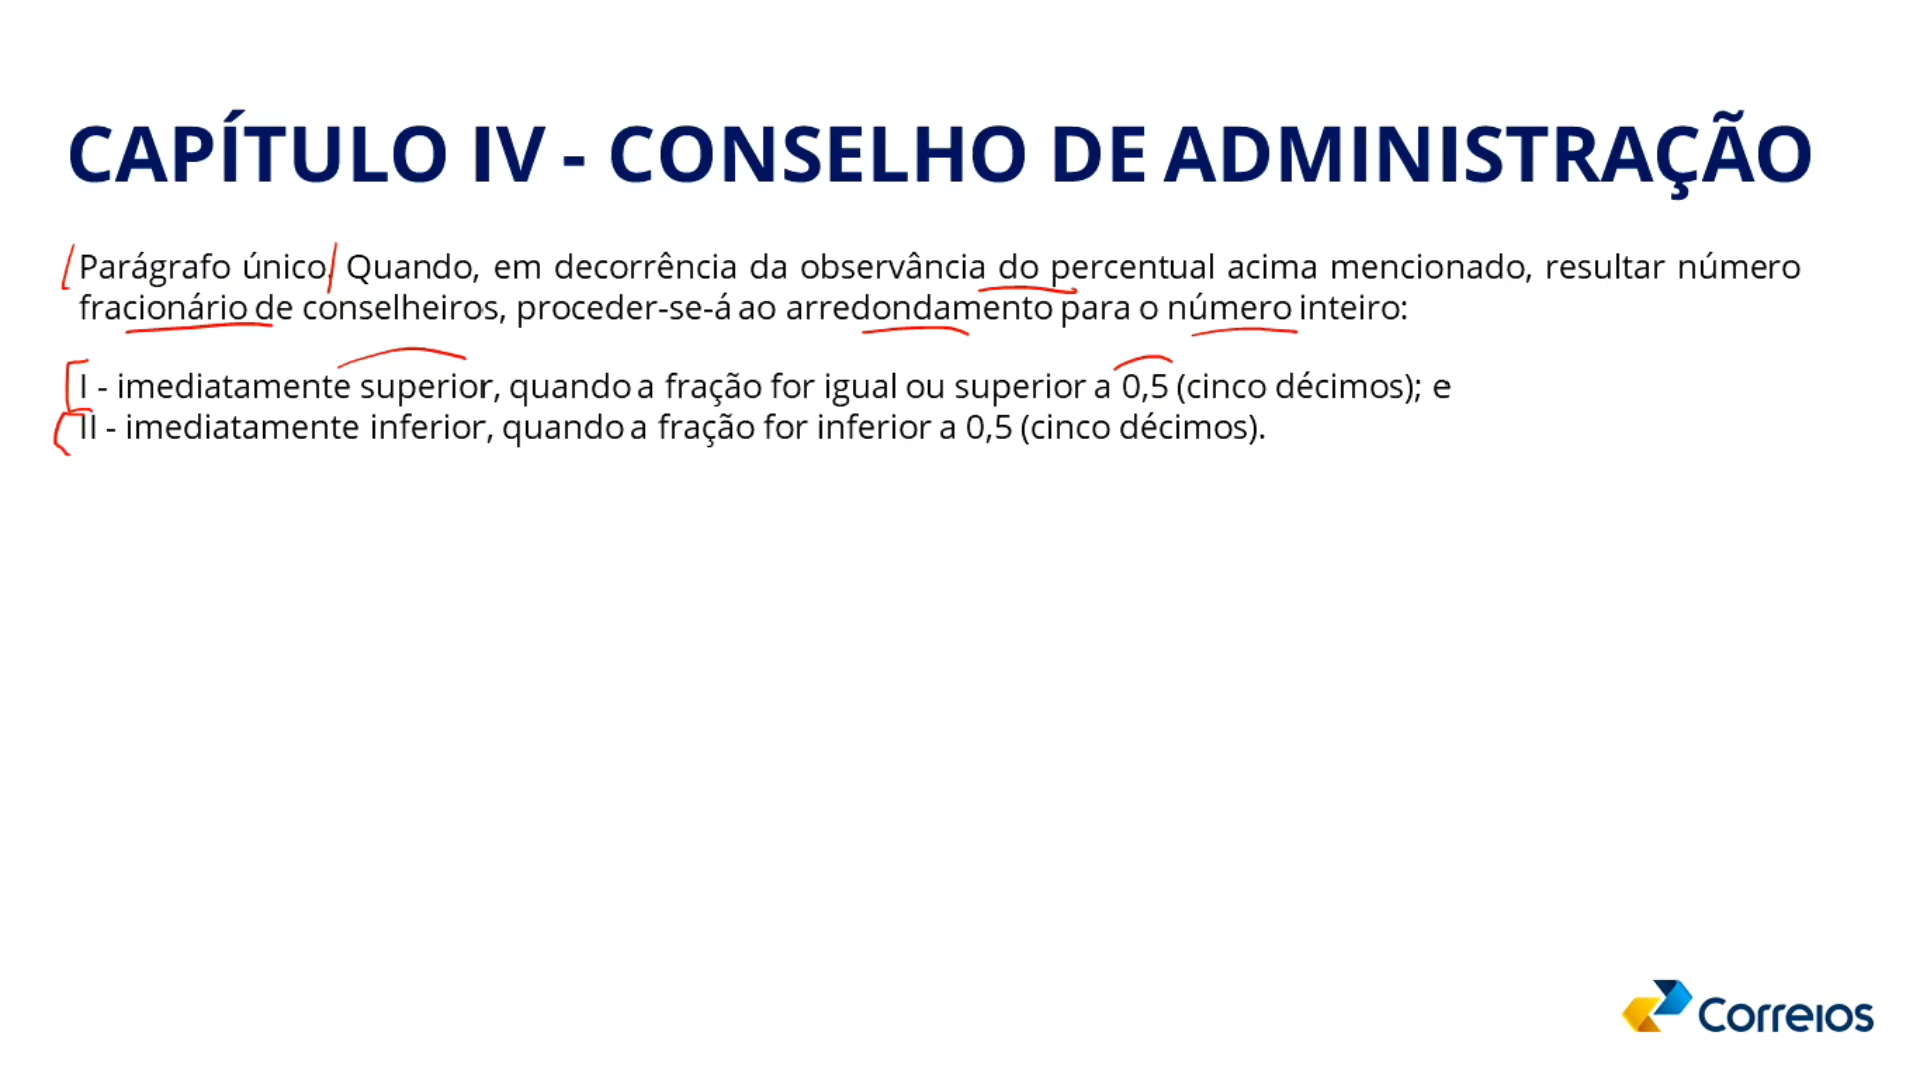 CAPÍTULO IV - CONSELHO DE ADMINISTRAÇÃO
Parágrafo único. Quando, em decorrência da observância do percentual acima mencionado, resultar número
fracionário de conselheiros, proceder-se-á ao arredondamento para o número inteiro:
I - imediatamente superior, quando a fração for igual ou superior a 0,5 (cinco décimos); e
II - imediatamente inferior, quando a fração for inferior a 0,5 (cinco décimos).
Correios